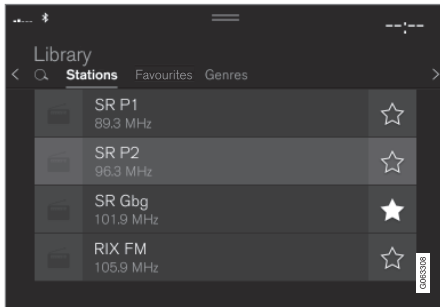 --:--
Library
Stations Favourites Genres
SR P1
89.3 MHz
SR P2
96.3 MHz
SR Gbg
101.9 MHz
RIX FM
105.9 MHz
G063308